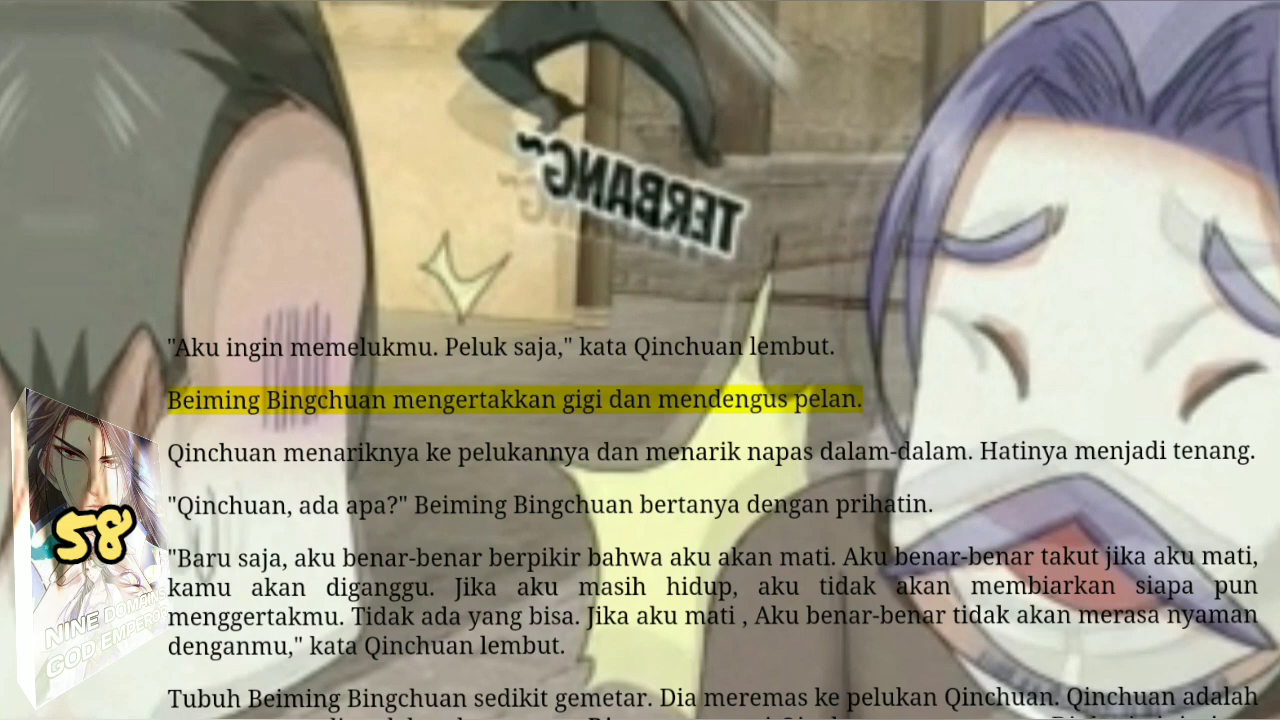 TERBANG~
"Aku ingin memelukmu. Peluk saja," kata Qinchuan lembut.
Beiming Bingchuan mengertakkan gigi dan mendengus pelan.
Qinchuan menariknya ke pelukannya dan menarik napas dalam-dalam. Hatinya menjadi tenang.
"Qinchuan, ada apa?" Beiming Bingchuan bertanya dengan prihatin.
"Baru saja, aku benar-benar berpikir bahwa aku akan mati. Aku benar-benar takut jika aku mati,
kamu akan diganggu. Jika aku masih hidup, aku tidak akan membiarkan siapa pun
menggertakmu. Tidak ada yang bisa. Jika aku mati , Aku benar-benar tidak akan merasa nyaman
denganmu," kata Qinchuan lembut.
Tubuh Beiming Bingchuan sedikit gemetar. Dia meremas ke pelukan Qinchuan. Qinchuan adalah
58
NINE DOMAINS
GOD EMPEROR